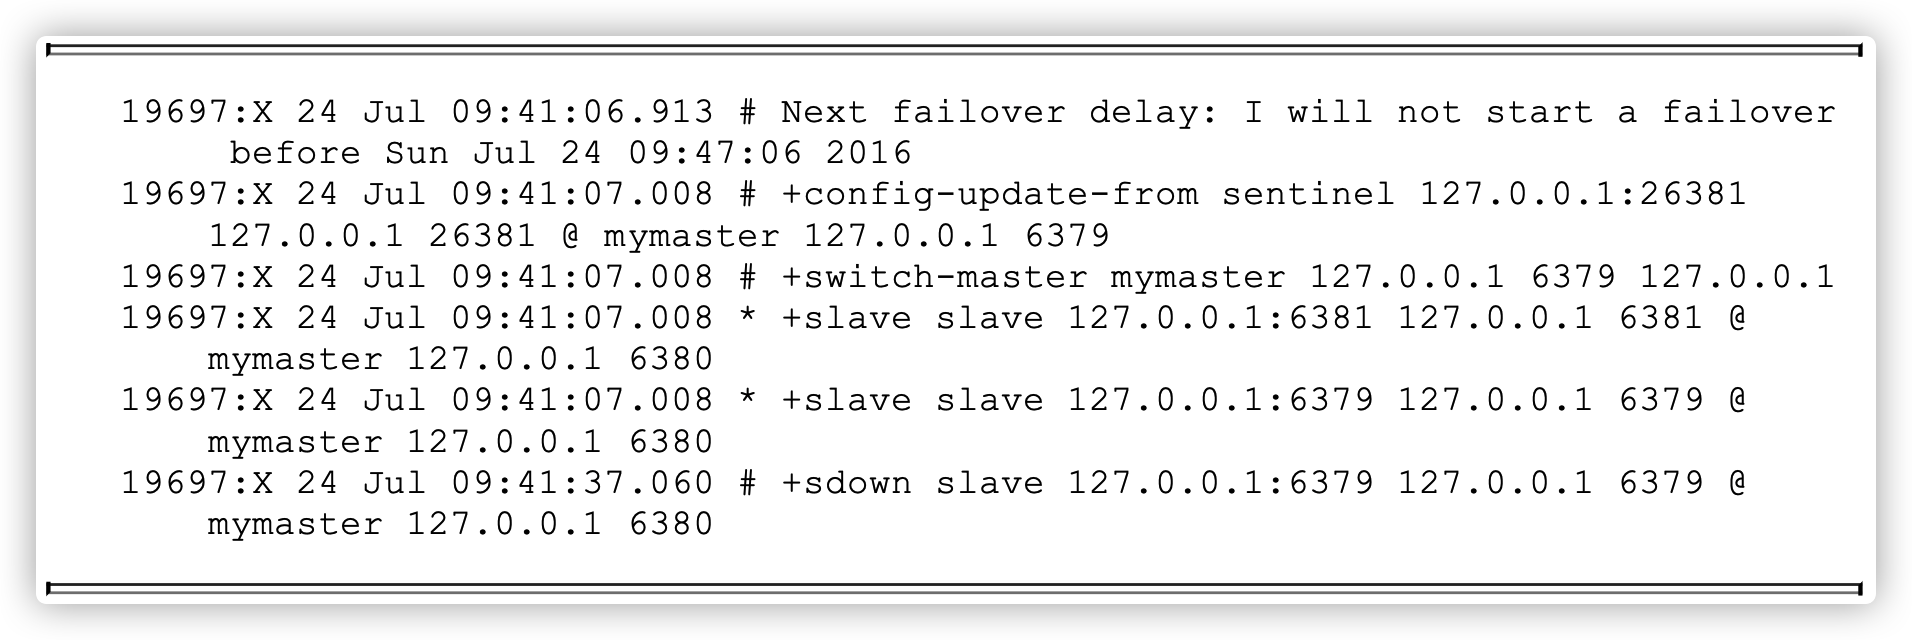 19697:X 24 Jul 09:41:06.913 # Next failover delay: I will not start a failover
before Sun Jul 24 09:47:06 2016
19697:X 24 Jul 09:41:07.008 # +config-update-from sentinel 127.0.0.1:26381
127.0.0.1 26381 @ mymaster 127.0.0.1 6379
19697:X 24 Jul 09:41:07.008 # +switch-master mymaster 127.0.0.1 6379 127.0.0.1
19697:X 24 Jul 09:41:07.008 * +slave slave 127.0.0.1:6381 127.0.0.1 6381 @
mymaster 127.0.0.1 6380
19697:X 24 Jul 09:41:07.008 * +slave slave 127.0.0.1:6379 127.0.0.1 6379 @
mymaster 127.0.0.1 6380
19697:X 24 Jul 09:41:37.060 # +sdown slave 127.0.0.1:6379 127.0.0.1 6379 @
mymaster 127.0.0.1 6380